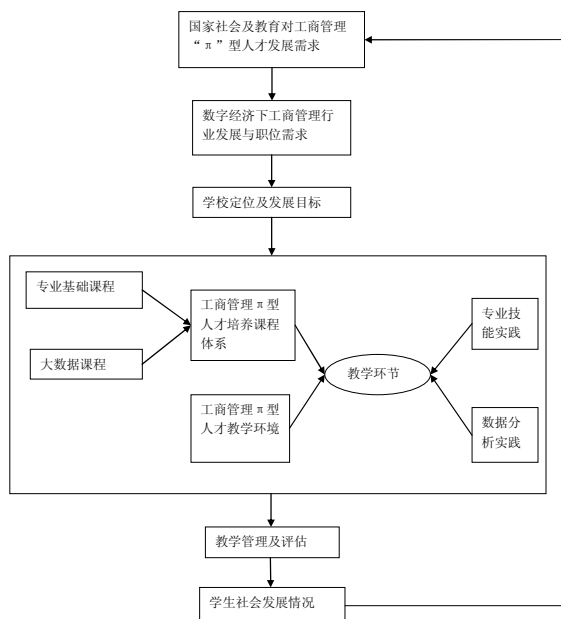 国家社会及教育对工商管理
“π”型人才发展需求
数字经济下工商管理行
业发展与职位需求
学校定位及发展目标
专业基础课程
大数据课程
工商管理π型
人才培养课程
体系
工商管理π型
人才教学环境
教学环节
专业技
能实践
数据分
析实践
教学管理及评估
学生社会发展情况